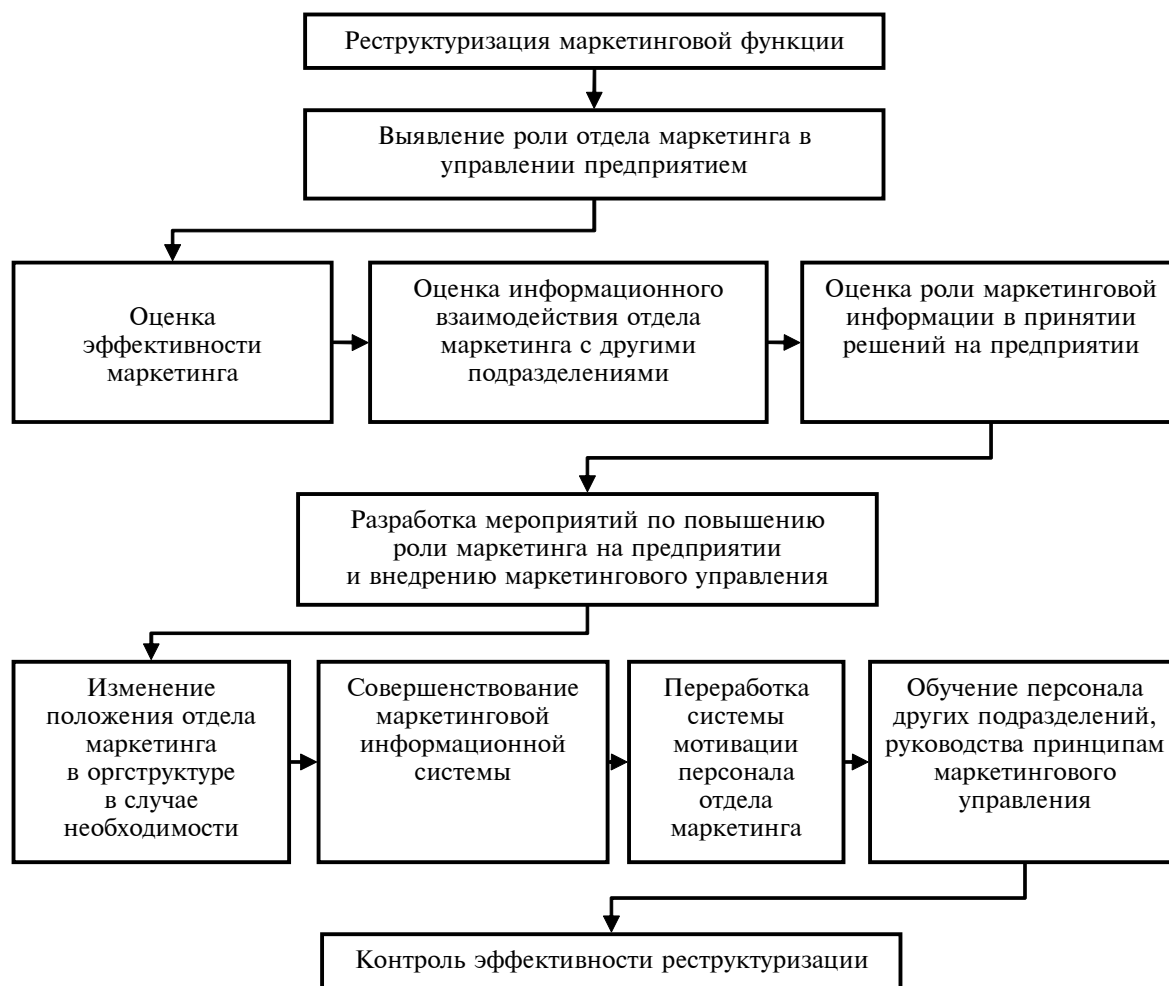 Реструктуризация маркетинговой функции
Выявление роли отдела маркетинга в
управлении предприятием
Оценка
эффективности
маркетинга
Оценка информационного
взаимодействия отдела
маркетинга с другими
подразделениями
Оценка роли маркетинговой
информации в принятии
решений на предприятии
Разработка мероприятий по повышению
роли маркетинга на предприятии
и внедрению маркетингового управления
Изменение
положения отдела
маркетинга
в оргструктуре
в случае
необходимости
Совершенствование
маркетинговой
информационной
системы
Переработка
системы
мотивации
персонала
отдела
маркетинга
Обучение персонала
других подразделений,
руководства принципам
маркетингового
управления
Контроль эффективности реструктуризации